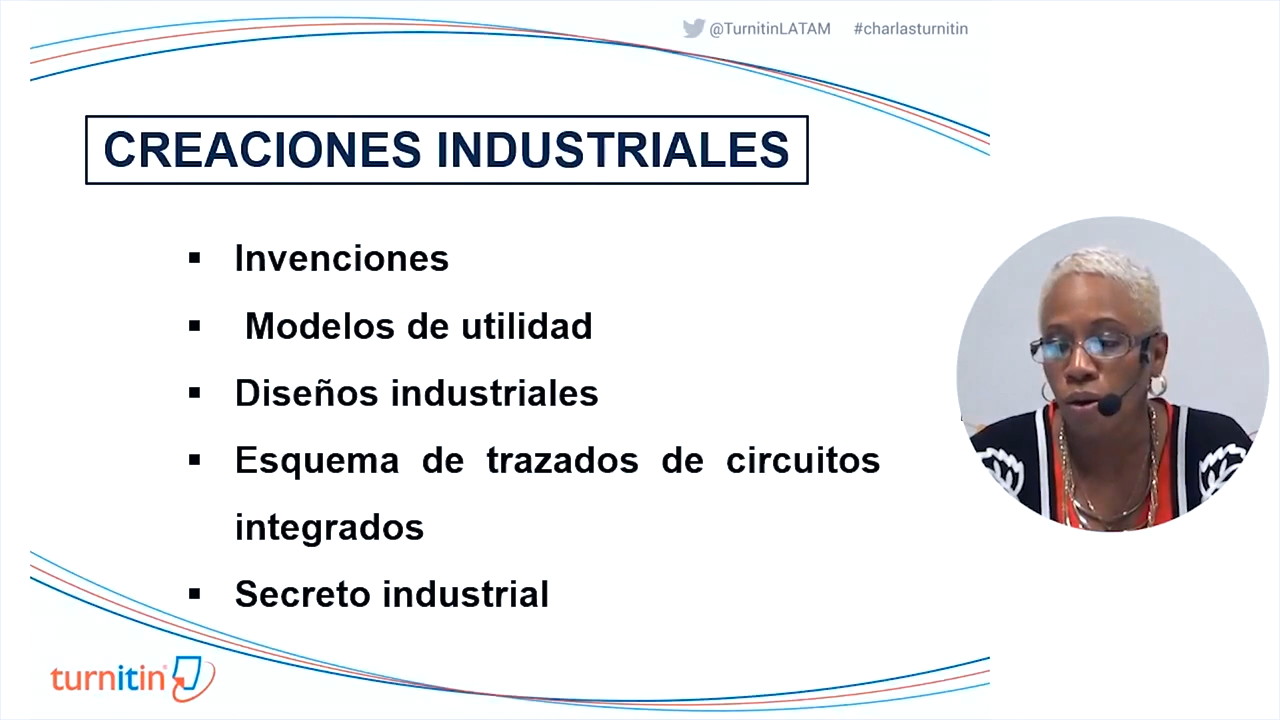 @TurnitinLATAM #charlasturnitin
CREACIONES INDUSTRIALES
▪ Invenciones
▪ Modelos de utilidad
▪ Diseños industriales
▪ Esquema de trazados de circuitos
integrados
▪ Secreto industrial
turnitin